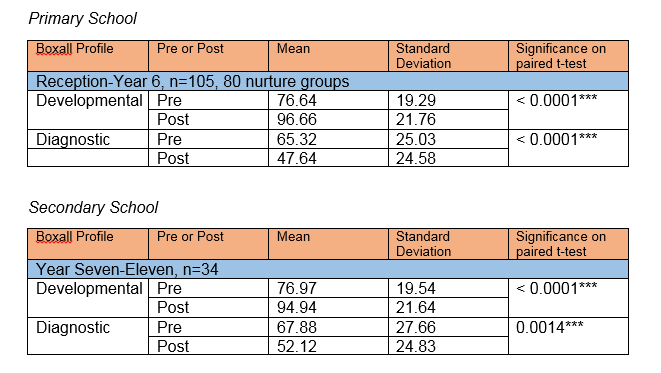 Primary School
Boxall Profile Pre or Post Mean Standard Deviation Significance on paired t-test
Reception-Year 6, n=105, 80 nurture groups
Developmental Pre 76.64 19.29 < 0.0001***
Post 96.66 21.76
Diagnostic Pre 65.32 25.03 < 0.0001***
Post 47.64 24.58
Secondary School
Boxall Profile Pre or Post Mean Standard Deviation Significance on paired t-test
Year Seven-Eleven, n=34
Developmental Pre 76.97 19.54 < 0.0001***
Post 94.94 21.64
Diagnostic Pre 67.88 27.66 0.0014***
Post 52.12 24.83